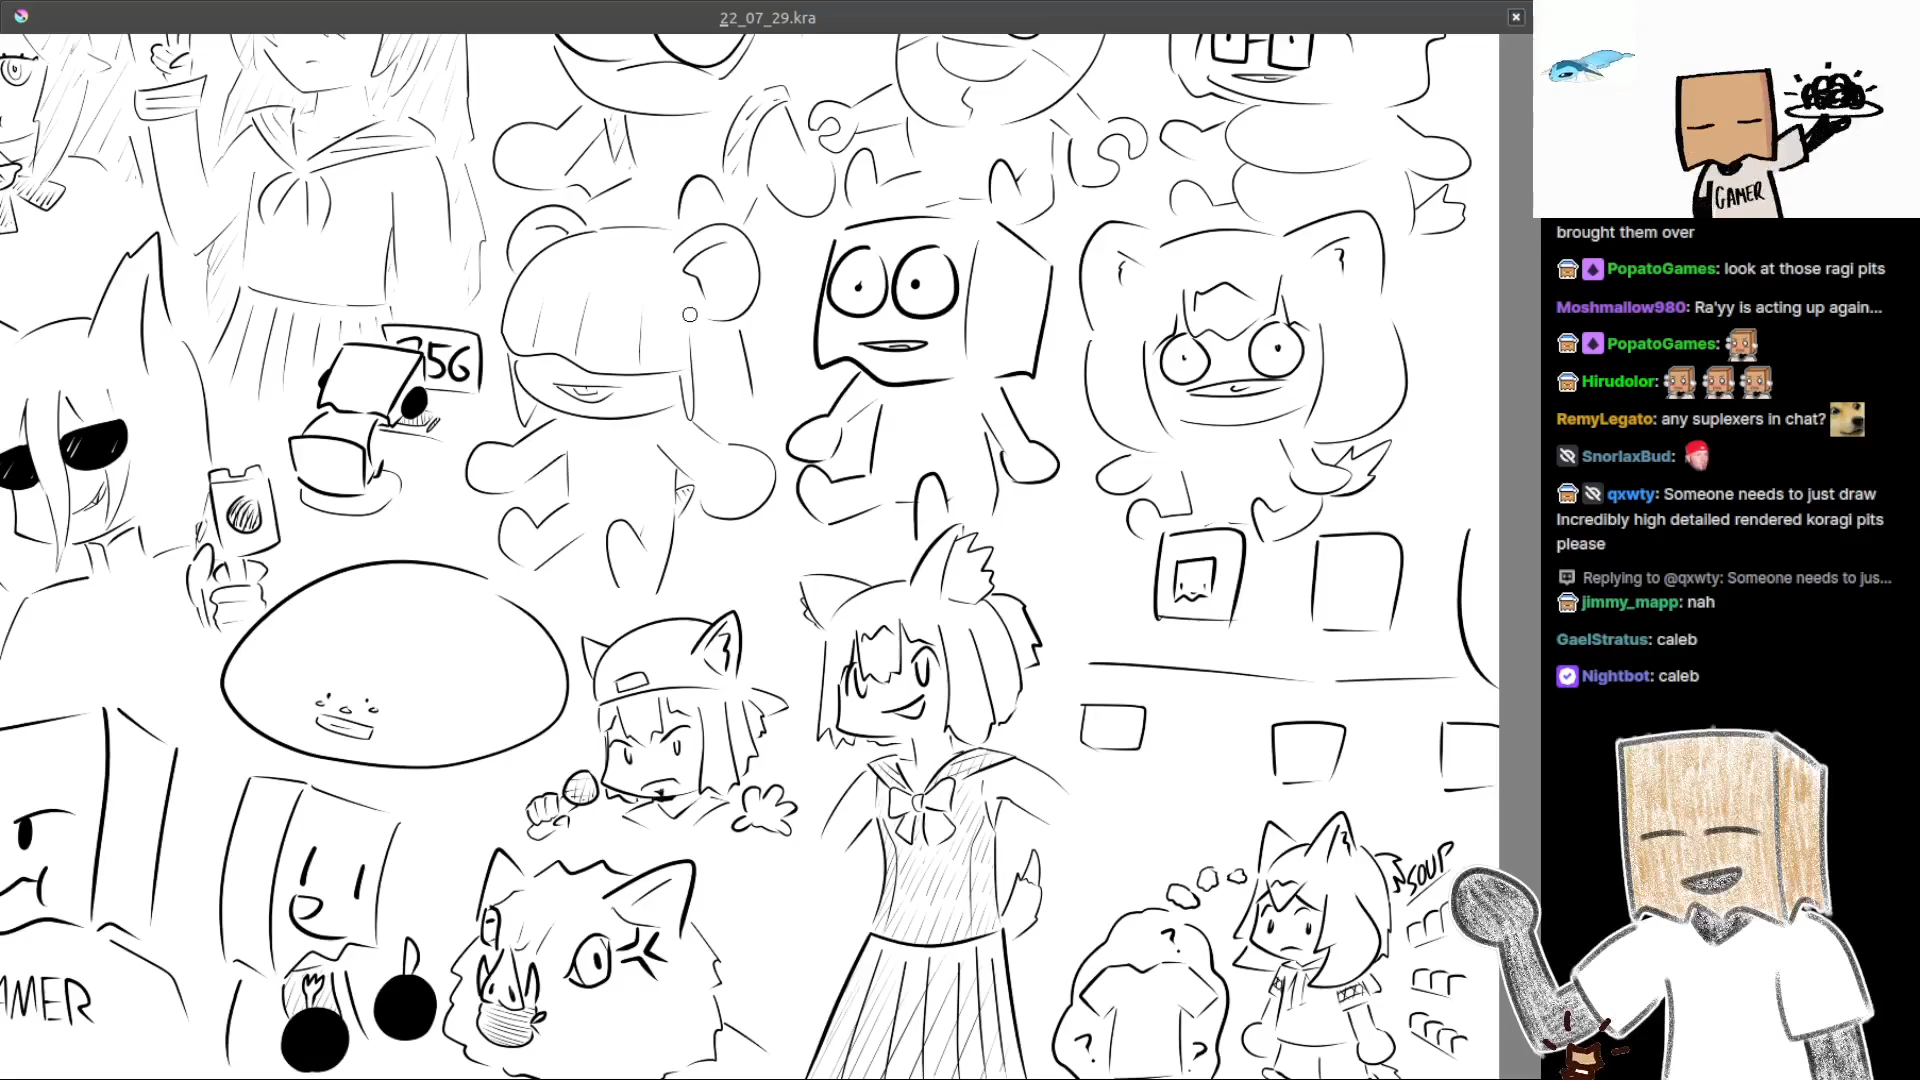 22_07_29.kra
GAMER
brought them over
PopatoGames: look at those ragi pits
Moshmallow980: Ra'yy is acting up again...
PopatoGames:
Hirudolor:
RemyLegato: any suplexers in chat?
SnorlaxBud:
qxwty: Someone needs to just draw
Incredibly high detailed rendered koragi pits
please
Replying to @qxwty: Someone needs to jus...
jimmy_mapp: nah
GaelStratus: caleb
Nightbot: caleb
SOUP
AMER
? ? ?